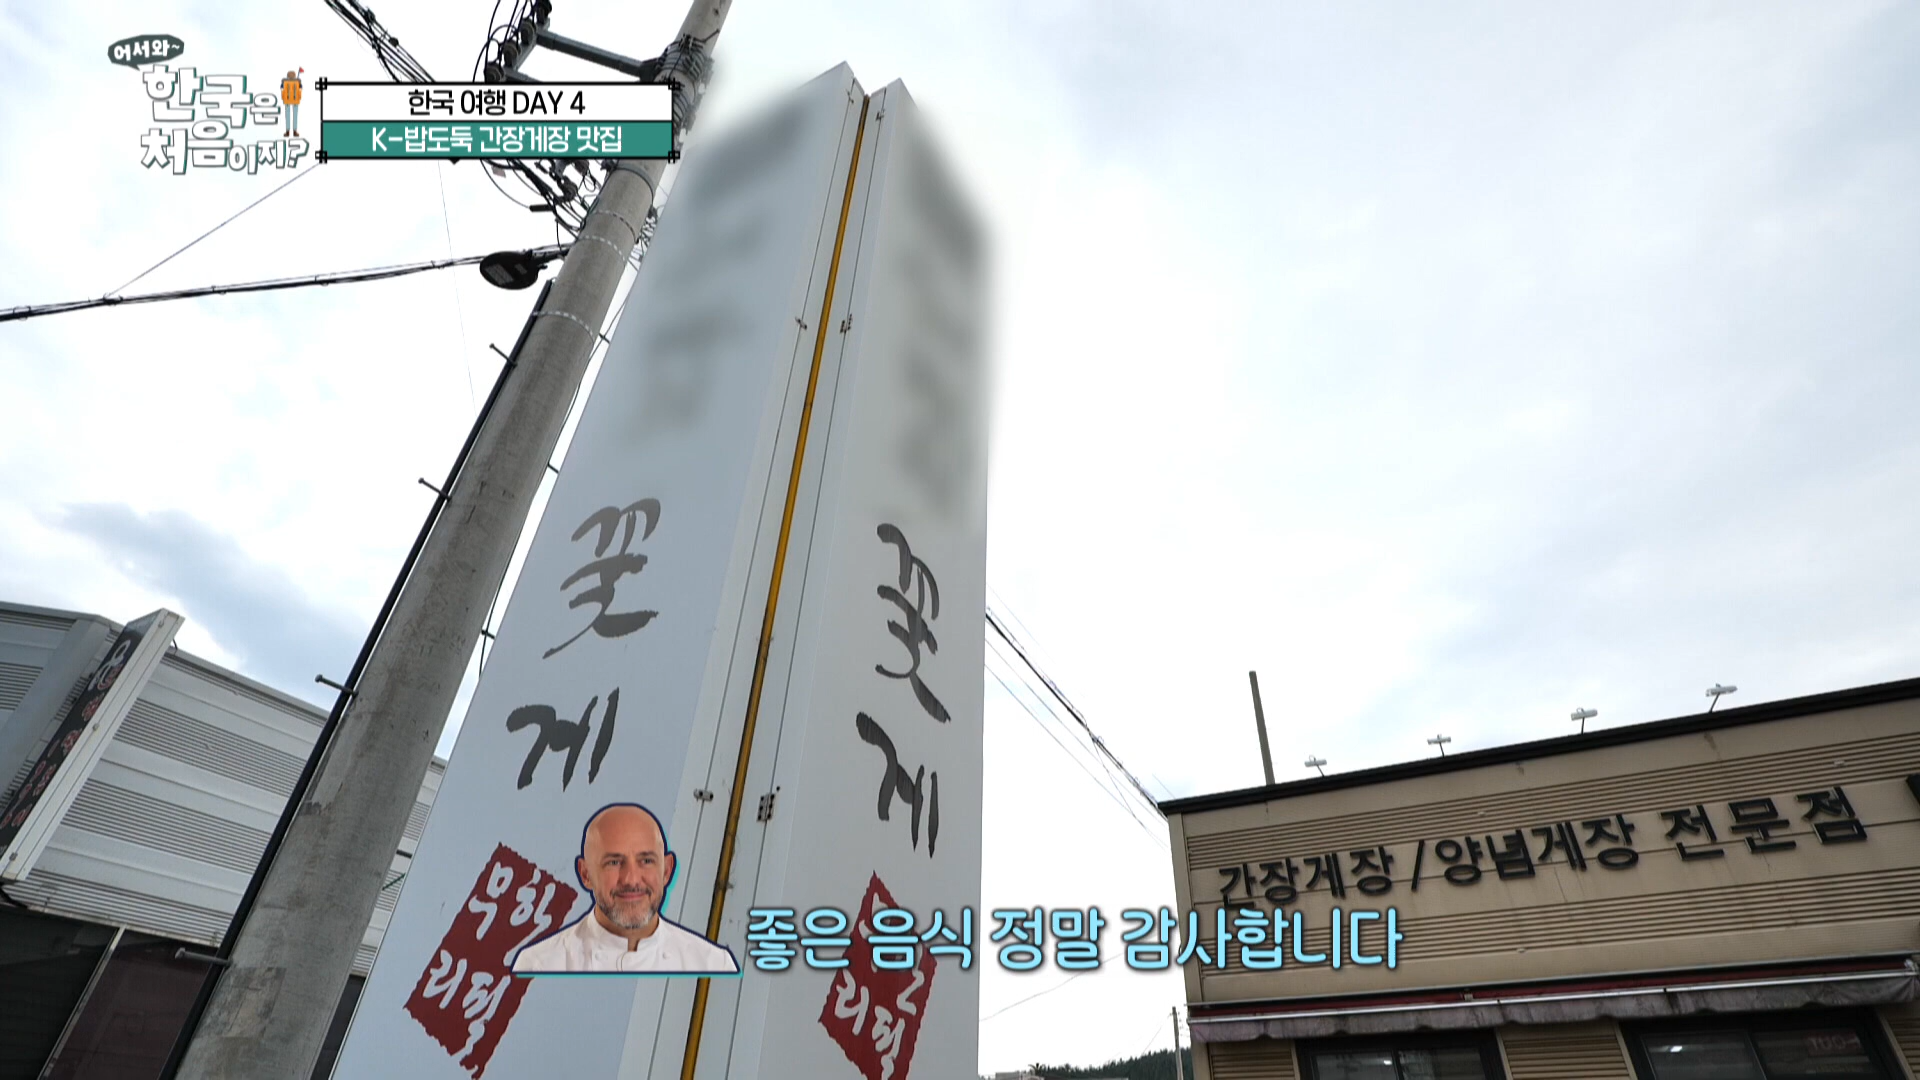 어서와~
한국은
처음이지?
한국 여행 DAY 4
K-밥도둑 간장게장 맛집
꽃게
무한
리필
꽃게
리필
간장게장 / 양념게장 전문점
좋은 음식 정말 감사합니다